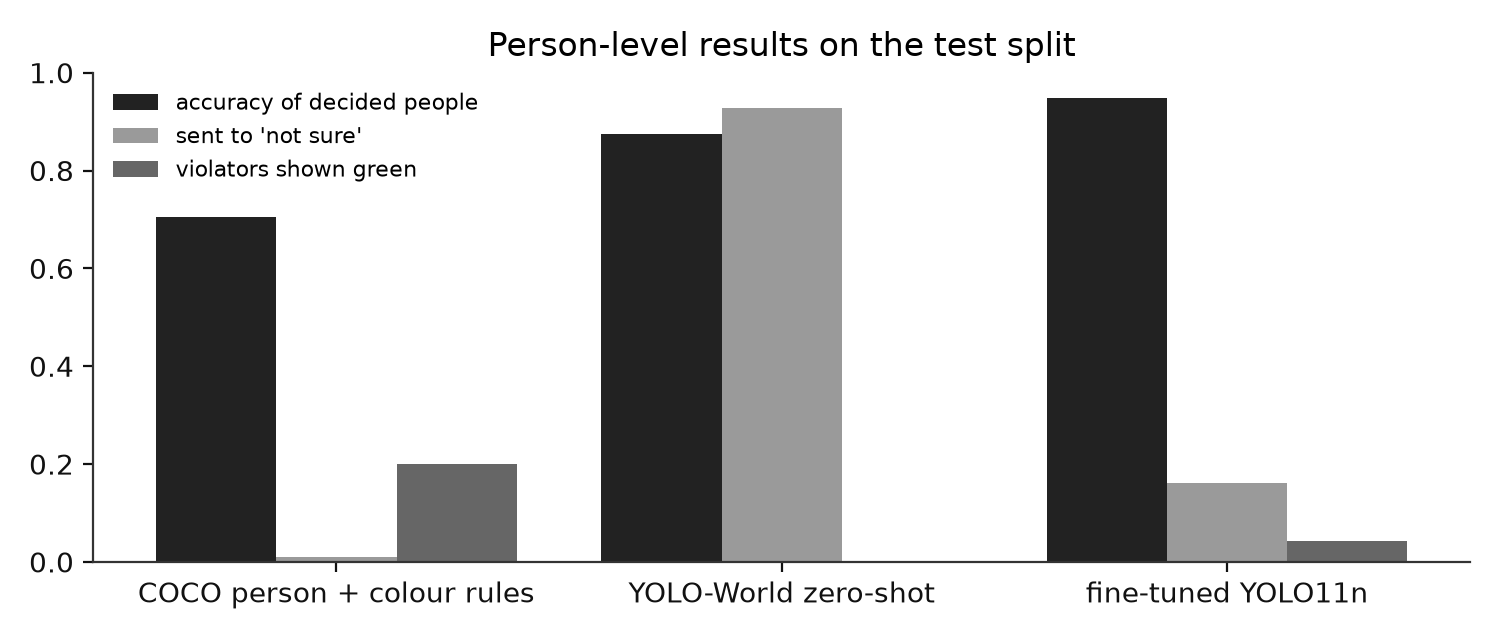 Person-level results on the test split
1.0
0.8
0.6
0.4
0.2
0.0
accuracy of decided people
sent to 'not sure'
violators shown green
COCO person + colour rules
YOLO-World zero-shot
fine-tuned YOLO11n